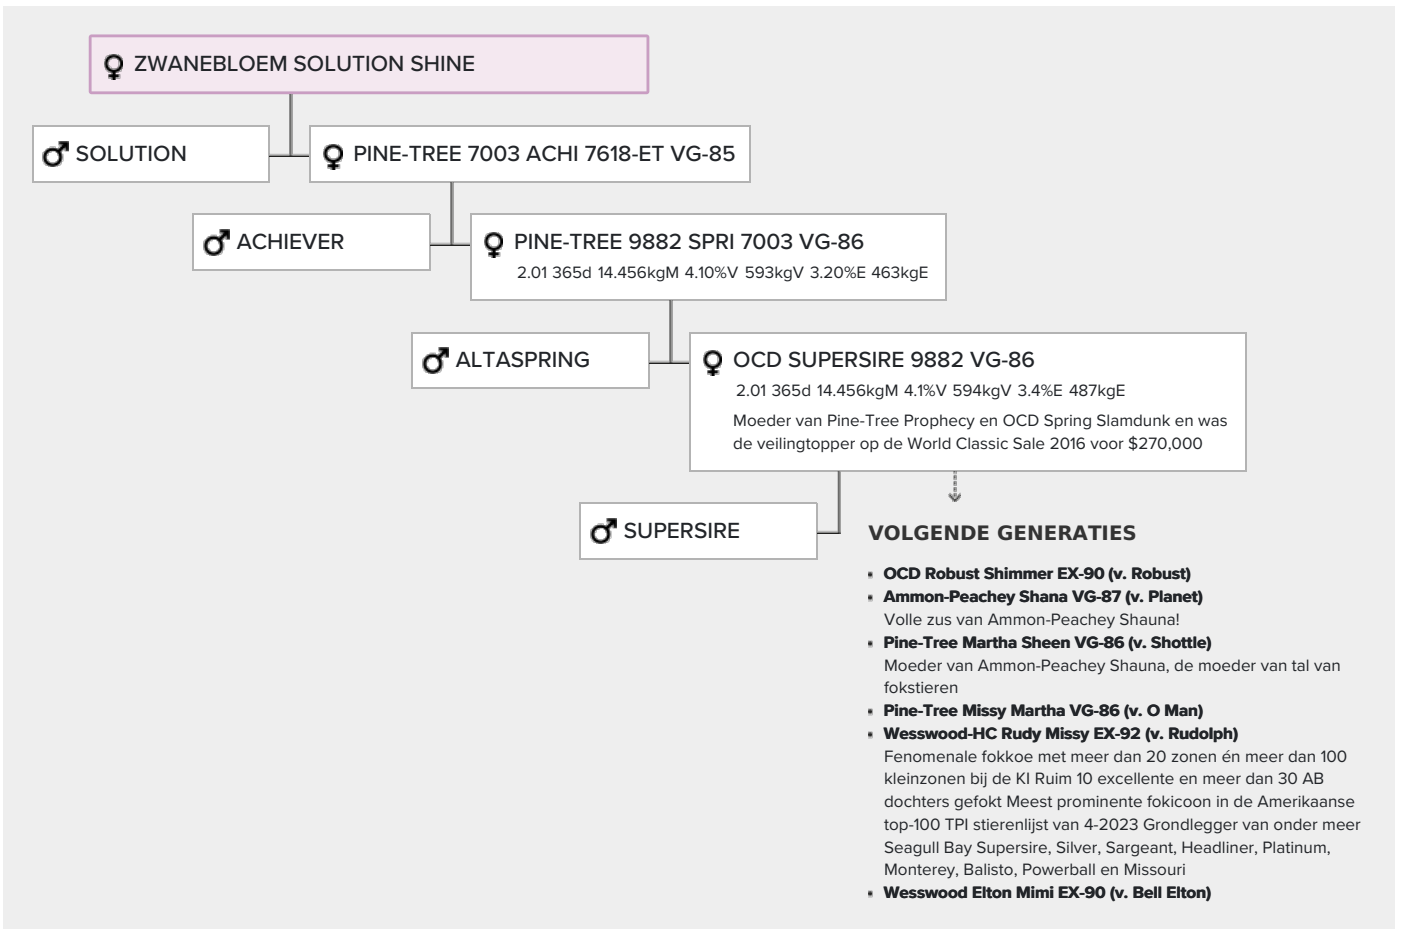 ZWANEBLOEM SOLUTION SHINE
SOLUTION
PINE-TREE 7003 ACHI 7618-ET VG-85
ACHIEVER
PINE-TREE 9882 SPRI 7003 VG-86
2.01 365d 14.456kgM 4.10%V 593kgV 3.20%E 463kgE
ALTASPRING
OCD SUPERSIRE 9882 VG-86
2.01 365d 14.456kgM 4.1%V 594kgV 3.4%E 487kgE
Moeder van Pine-Tree Prophecy en OCD Spring Slamdunk en was
de veilingtopper op de World Classic Sale 2016 voor $270,000
SUPERSIRE
VOLGENDE GENERATIES
OCD Robust Shimmer EX-90 (v. Robust)
Ammon-Peachey Shana VG-87 (v. Planet)
Volle zus van Ammon-Peachey Shauna!
Pine-Tree Martha Sheen VG-86 (v. Shottle)
Moeder van Ammon-Peachey Shauna, de moeder van tal van
fokstieren
Pine-Tree Missy Martha VG-86 (v. O Man)
Wesswood-HC Rudy Missy EX-92 (v. Rudolph)
Fenomenale fokkoe met meer dan 20 zonen én meer dan 100
kleinzonen bij de KI Ruim 10 excellente en meer dan 30 AB
dochters gefokt Meest prominente fokicoon in de Amerikaanse
top-100 TPI stierenlijst van 4-2023 Grondlegger van onder meer
Seagull Bay Supersire, Silver, Sargeant, Headliner, Platinum,
Monterey, Balisto, Powerball en Missouri
Wesswood Elton Mimi EX-90 (v. Bell Elton)